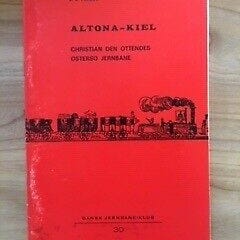 ALTONA-KIEL
CHRISTIAN DEN OTTENDES
ØSTERSØ JERNBANE
DANSK JERNBANE-KLUB
30